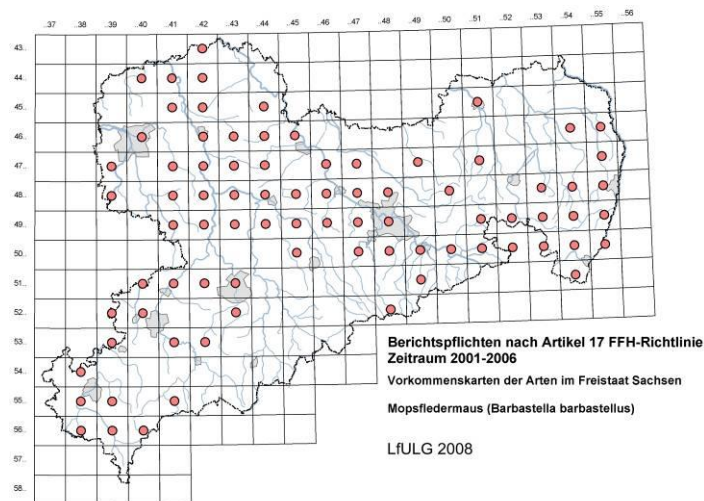 ..37 ..38 ..39 ..40 ..41 ..42 ..43 ..44 ..45 ..46 ..47 ..48 ..49 ..50 ..51 ..52 ..53 ..54 ..55 ..56
43..
44..
45..
46..
47..
48..
49..
50..
51..
52..
53..
54..
55..
56..
57..
58..
Berichtspflichten nach Artikel 17 FFH-Richtlinie
Zeitraum 2001-2006
Vorkommenskarten der Arten im Freistaat Sachsen
Mopsfledermaus (Barbastella barbastellus)
LfULG 2008